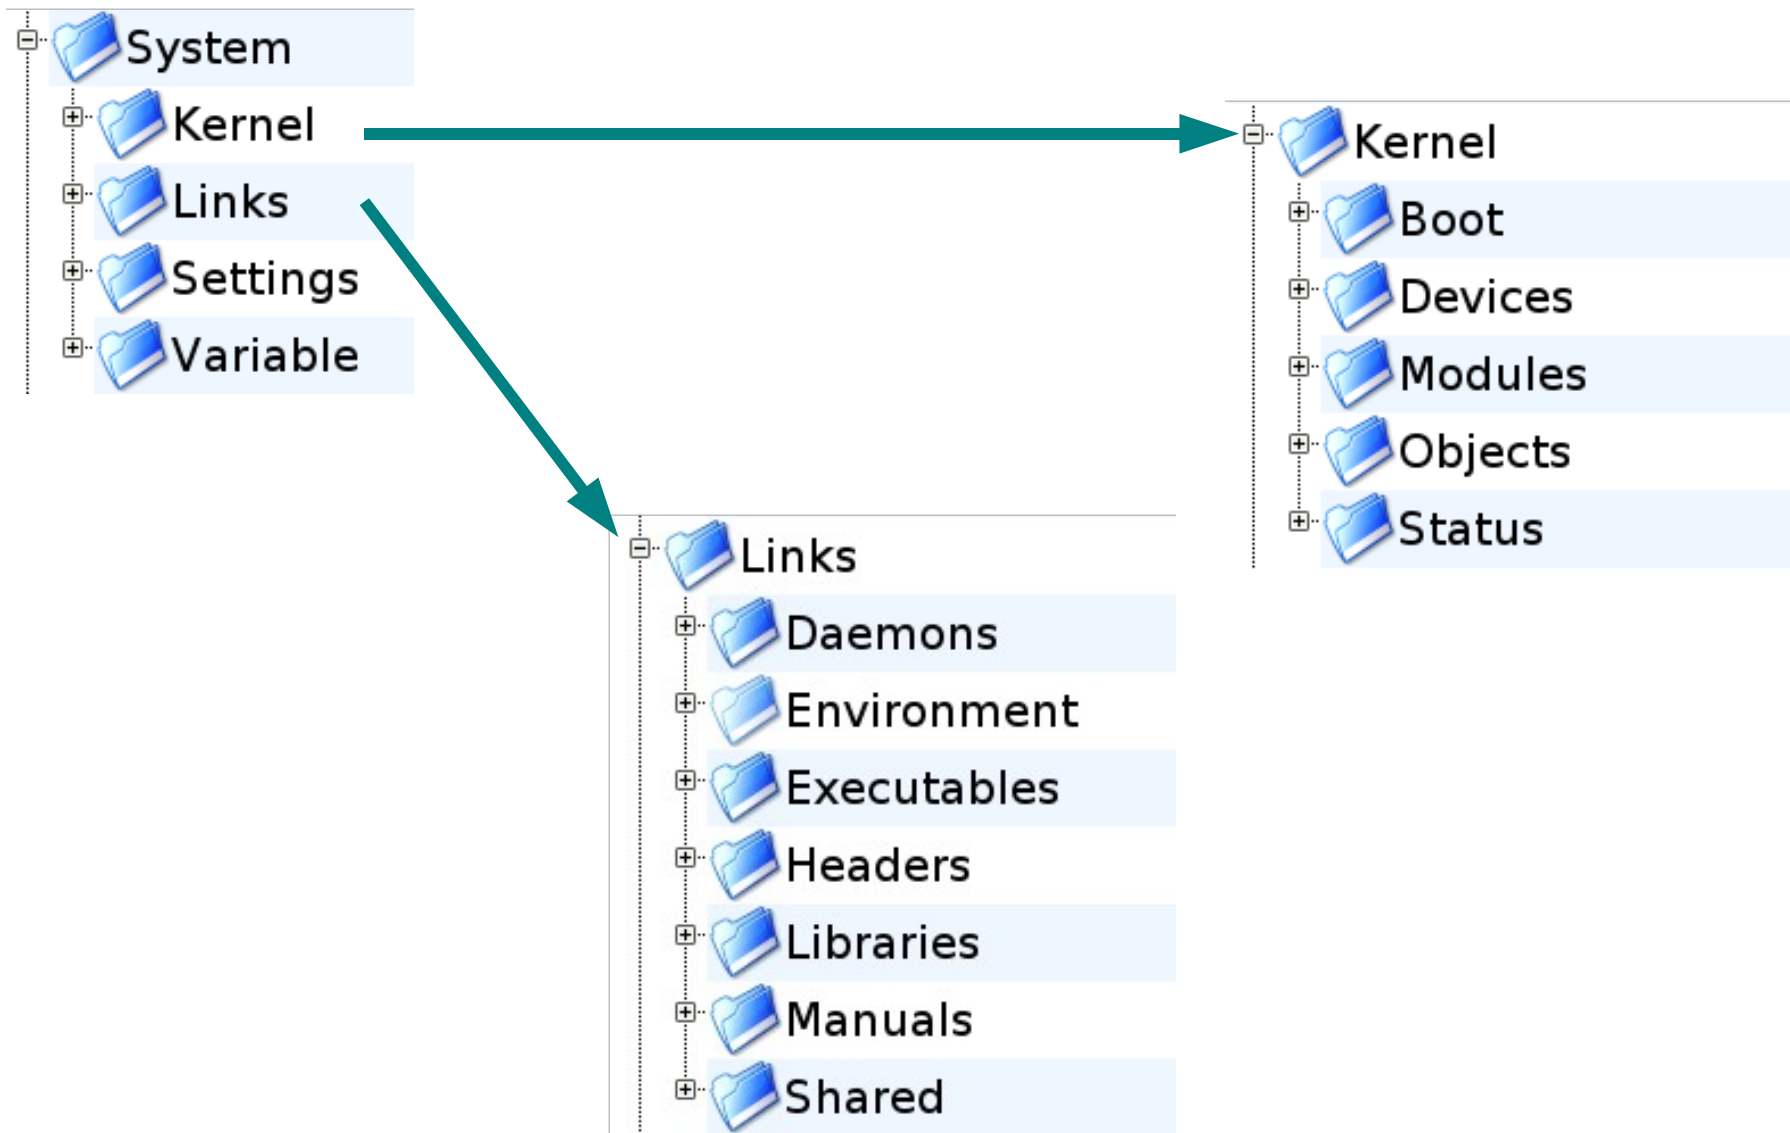 System
Kernel
Links
Settings
Variable
Kernel
Boot
Devices
Modules
Objects
Status
Links
Daemons
Environment
Executables
Headers
Libraries
Manuals
Shared